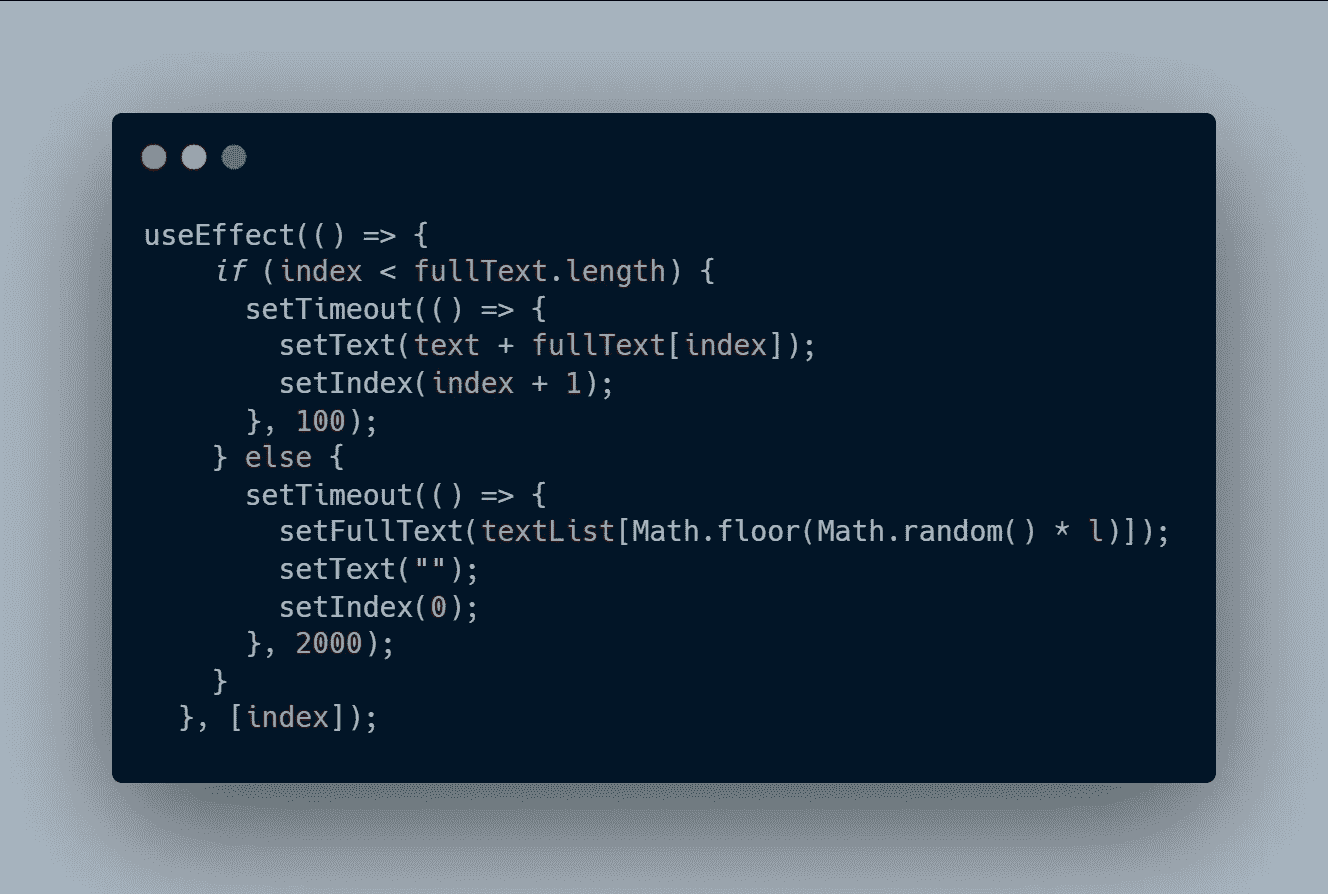 useEffect(() => {
    if (index < fullText.length) {
      setTimeout(() => {
        setText(text + fullText[index]);
        setIndex(index + 1);
      }, 100);
    } else {
      setTimeout(() => {
        setFullText(textList[Math.floor(Math.random() * l)]);
        setText("");
        setIndex(0);
      }, 2000);
    }
  }, [index]);